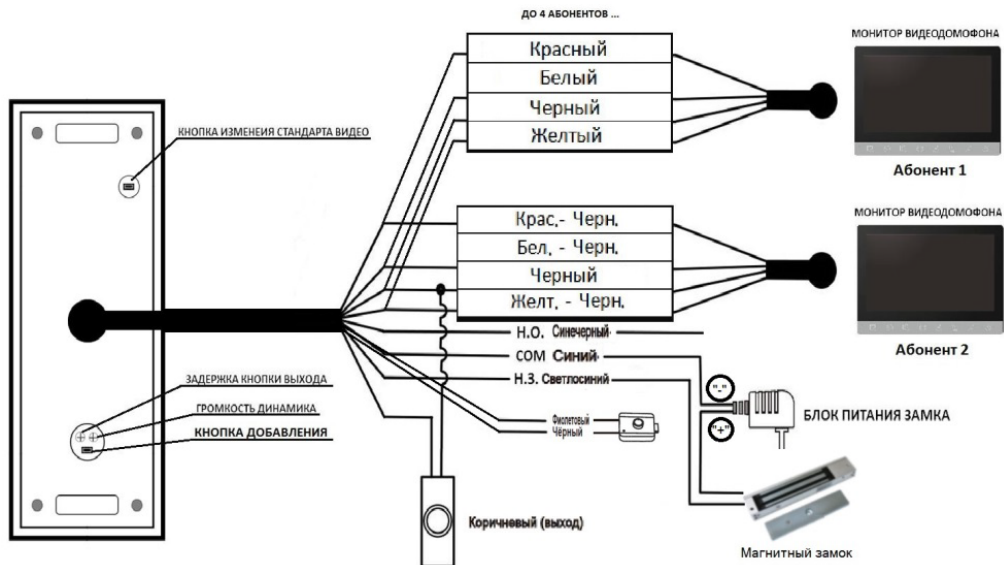 ДО 4 АБОНЕНТОВ ...
МОНИТОР ВИДЕОДОМОФОНА
Красный
Белый
Черный
Желтый
КНОПКА ИЗМЕНЕИЯ СТАНДАРТА ВИДЕО
Абонент 1
МОНИТОР ВИДЕОДОМОФОНА
Крас.- Черн.
Бел. - Черн.
Черный
Желт. - Черн.
Н.О. Синечерный
COM Синий
Н.З. Светлосиний
Абонент 2
ЗАДЕРЖКА КНОПКИ ВЫХОДА
ГРОМКОСТЬ ДИНАМИКА
КНОПКА ДОБАВЛЕНИЯ
"-"
"+"
БЛОК ПИТАНИЯ ЗАМКА
Фиолетовый
Чёрный
Коричневый (выход)
Магнитный замок